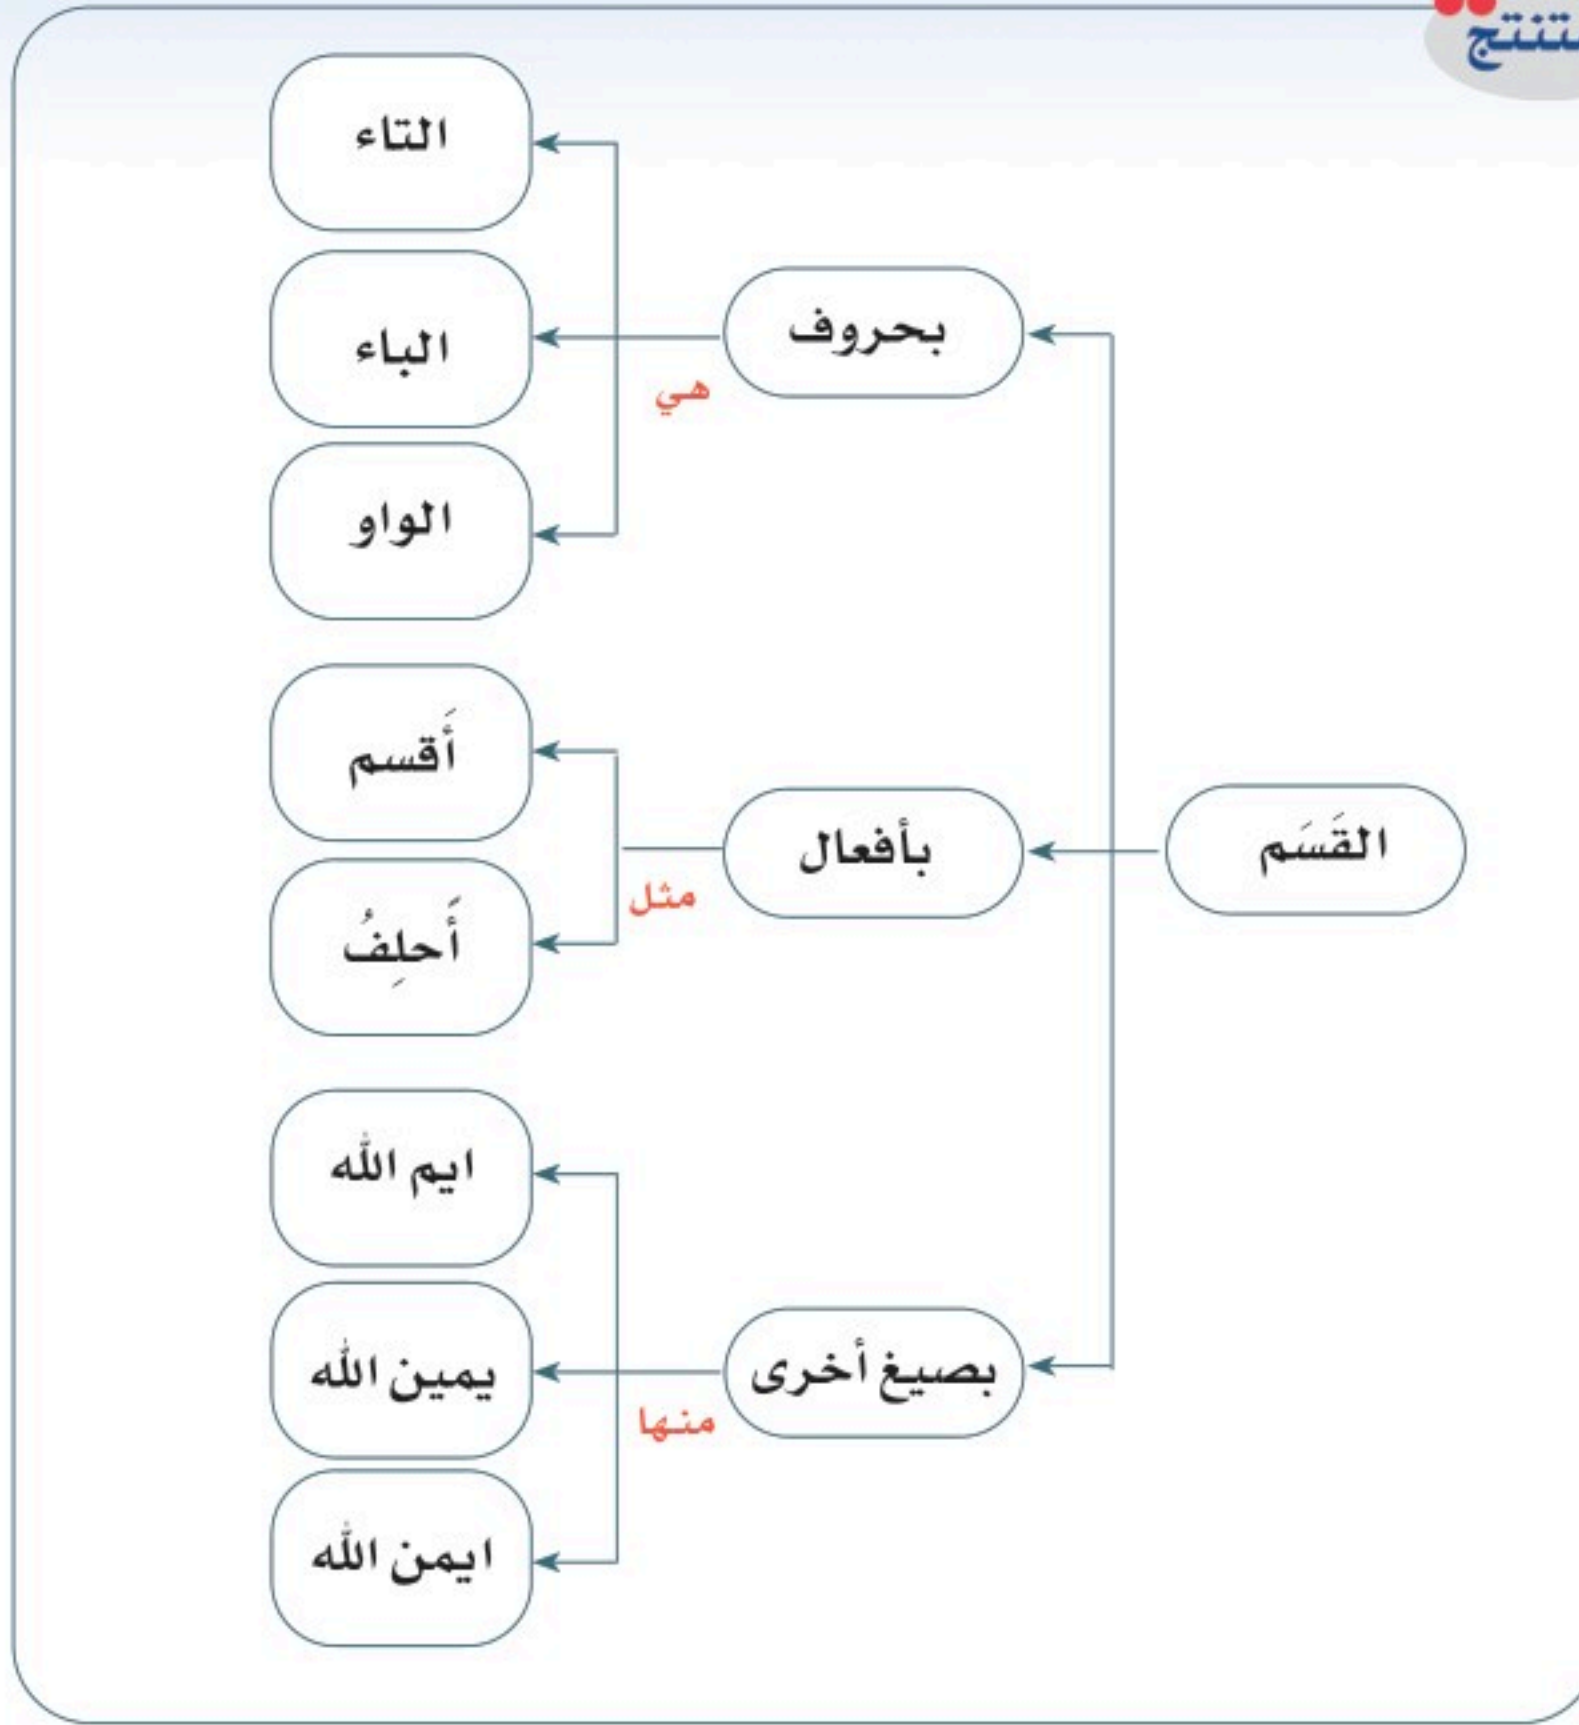 القَسَم
بحروف
هي
التاء
الباء
الواو
بأفعال
مثل
أَقسم
أَحلِفُ
بصيغ أخرى
منها
ايم الله
يمين الله
ايمن الله